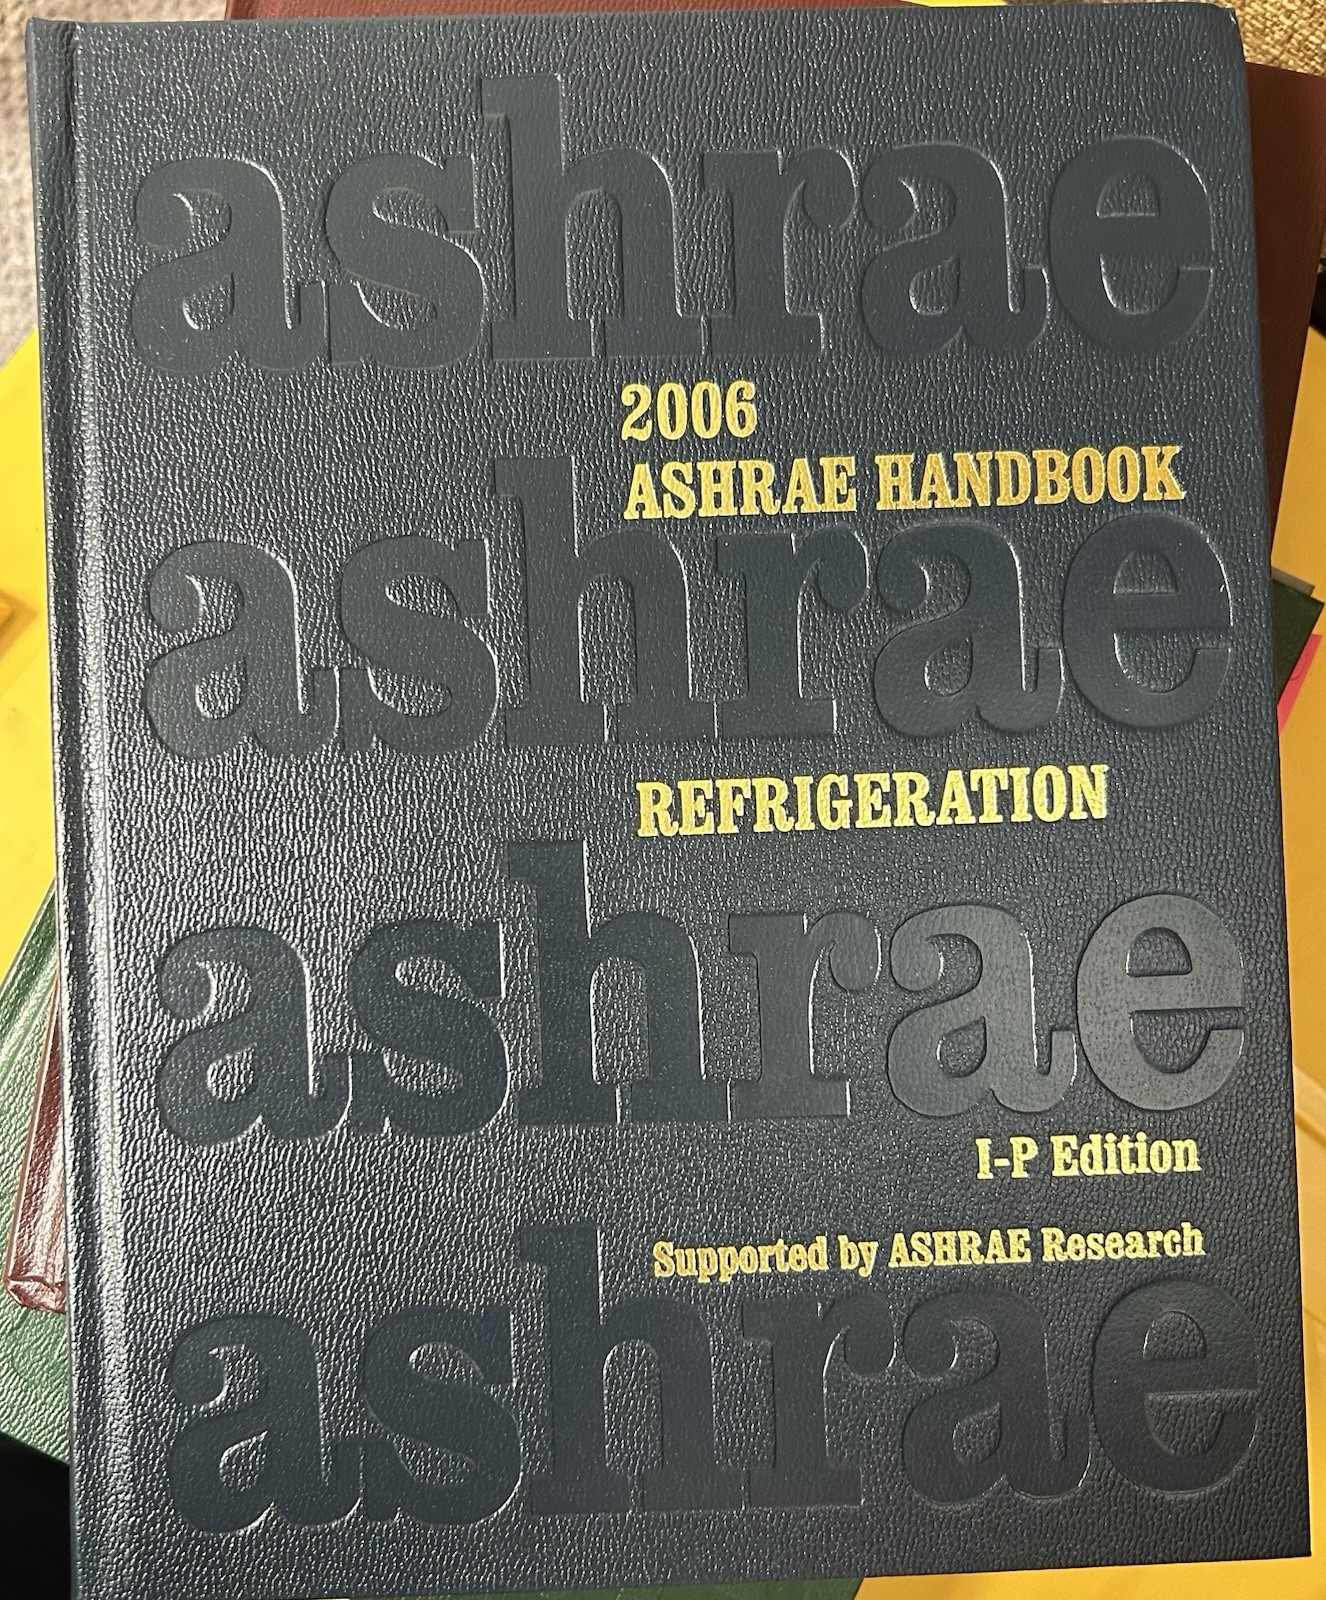 ashrae
2006
ASHRAE HANDBOOK
ashrae
REFRIGERATION
ashrae
I-P Edition
Supported by ASHRAE Research
ashrae